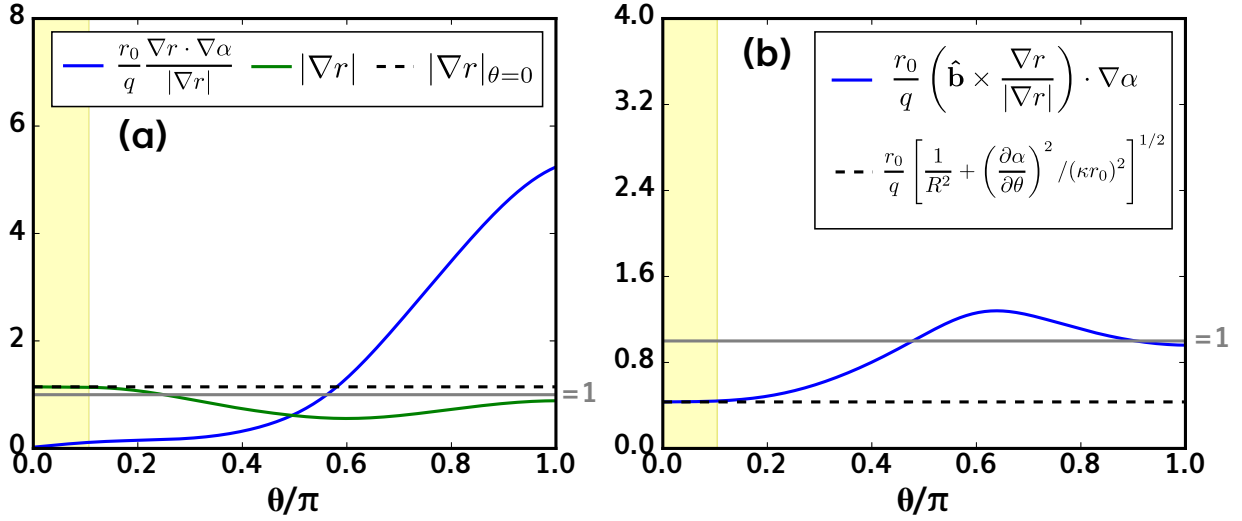 8
6
4
2
0
r₀/q ∇r · ∇α/|∇r| |∇r| |∇r|θ=0
(a)
=1
0.0 0.2 0.4 0.6 0.8 1.0
θ/π
4.0
3.2
2.4
1.6
0.8
0.0
(b)
r₀/q (b̂ × ∇r/|∇r|) · ∇α
r₀/q [1/R² + (∂α/∂θ)² /(κr₀)²]^1/2
=1
0.0 0.2 0.4 0.6 0.8 1.0
θ/π